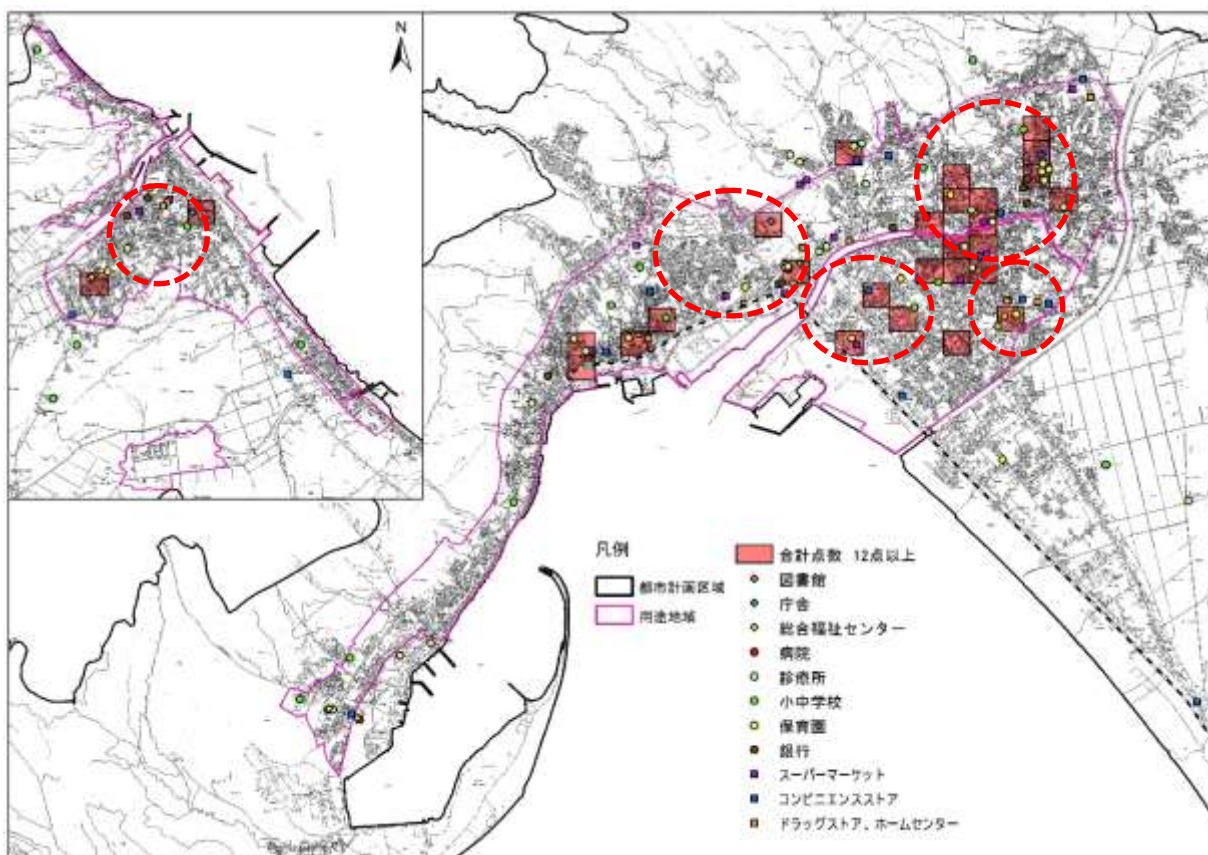 N
凡例
都市計画区域
用途地域
合計点数 12点以上
図書館
庁舎
総合福祉センター
病院
診療所
小中学校
保育園
銀行
スーパーマーケット
コンビニエンスストア
ドラッグストア、ホームセンター